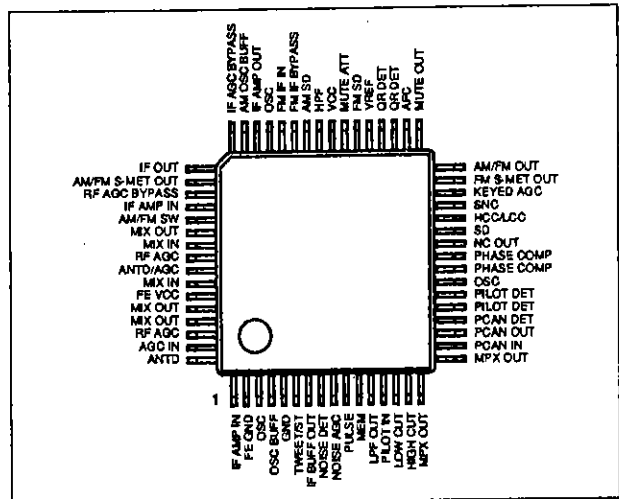 IF AGC BYPASS
AM OSC BUFF
IF AMP OUT
OSC
FM IF IN
FM IF BYPASS
AM SD
HPF
VCC
MUTE ATT
FM SD
VREF
QR DET
QR DET
AFC
MUTE OUT
IF OUT
AM/FM S-MET OUT
RF AGC BYPASS
IF AMP IN
AM/FM SW
MIX OUT
MIX IN
RF AGC
ANTD/AGC
MIX IN
FE VCC
MIX OUT
MIX OUT
RF AGC
AGC IN
ANTD
AM/FM OUT
FM S-MET OUT
KEYED AGC
SNC
HCC/LCC
SD
NC OUT
PHASE COMP
PHASE COMP
OSC
PILOT DET
PILOT DET
PCAN DET
PCAN OUT
PCAN IN
MPX OUT
1
IF AMP IN
FE GND
OSC
OSC BUFF
GND
TWEET/ST
IF BUFF OUT
NOISE DET
NOISE AGC
PULSE
MEM
LPF OUT
PILOT IN
LOW CUT
HIGH CUT
MPX OUT